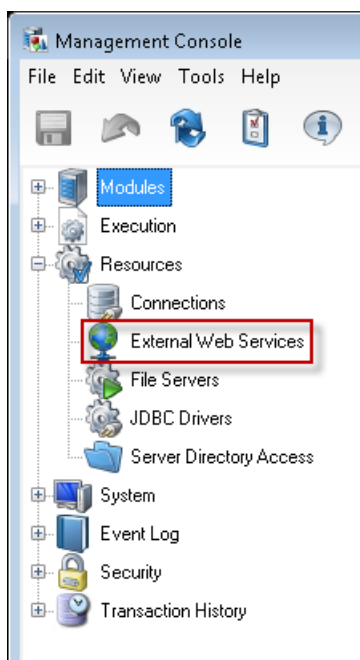 Management Console
File Edit View Tools Help
Modules
Execution
Resources
Connections
External Web Services
File Servers
JDBC Drivers
Server Directory Access
System
Event Log
Security
Transaction History